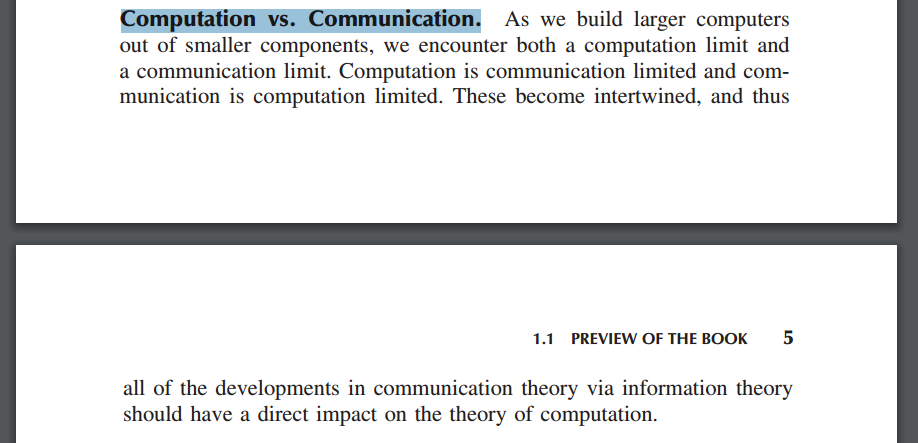 Computation vs. Communication. As we build larger computers
out of smaller components, we encounter both a computation limit and
a communication limit. Computation is communication limited and com-
munication is computation limited. These become intertwined, and thus
1.1 PREVIEW OF THE BOOK 5
all of the developments in communication theory via information theory
should have a direct impact on the theory of computation.